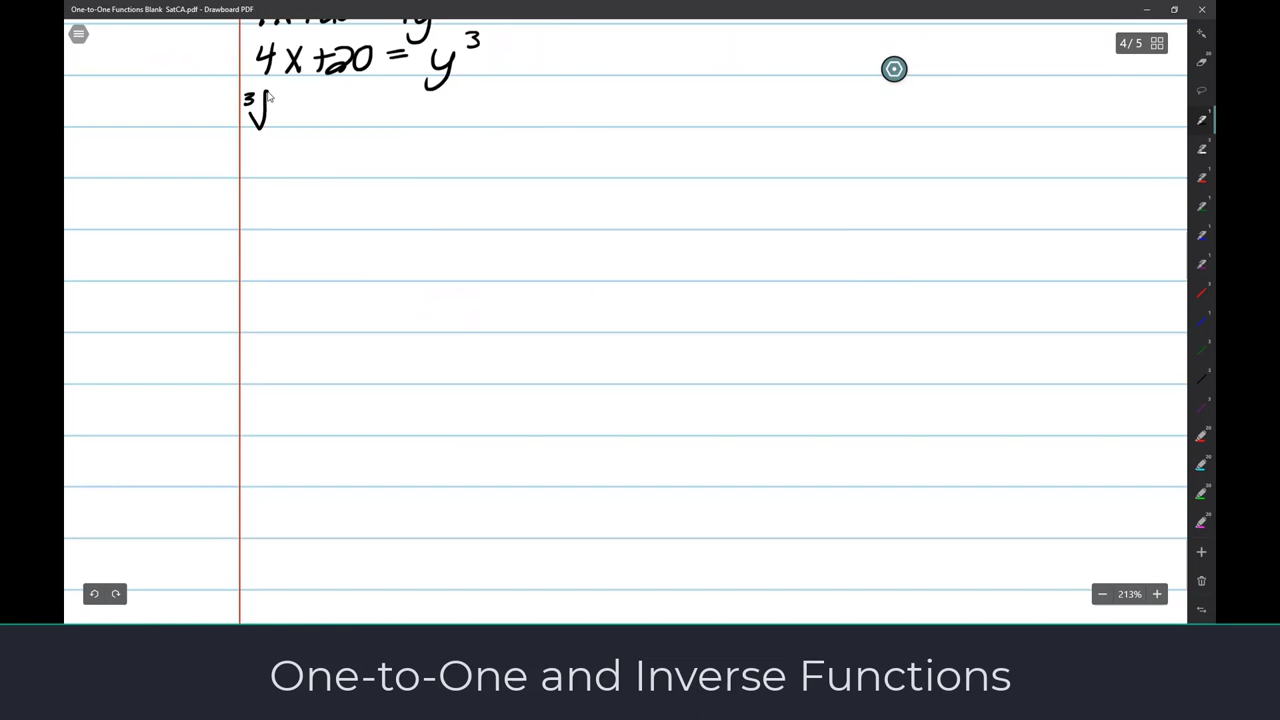 One-to-One Functions Blank SatCA.pdf - Drawboard PDF
4x+20 = y³
4/5
³√
213%
One-to-One and Inverse Functions